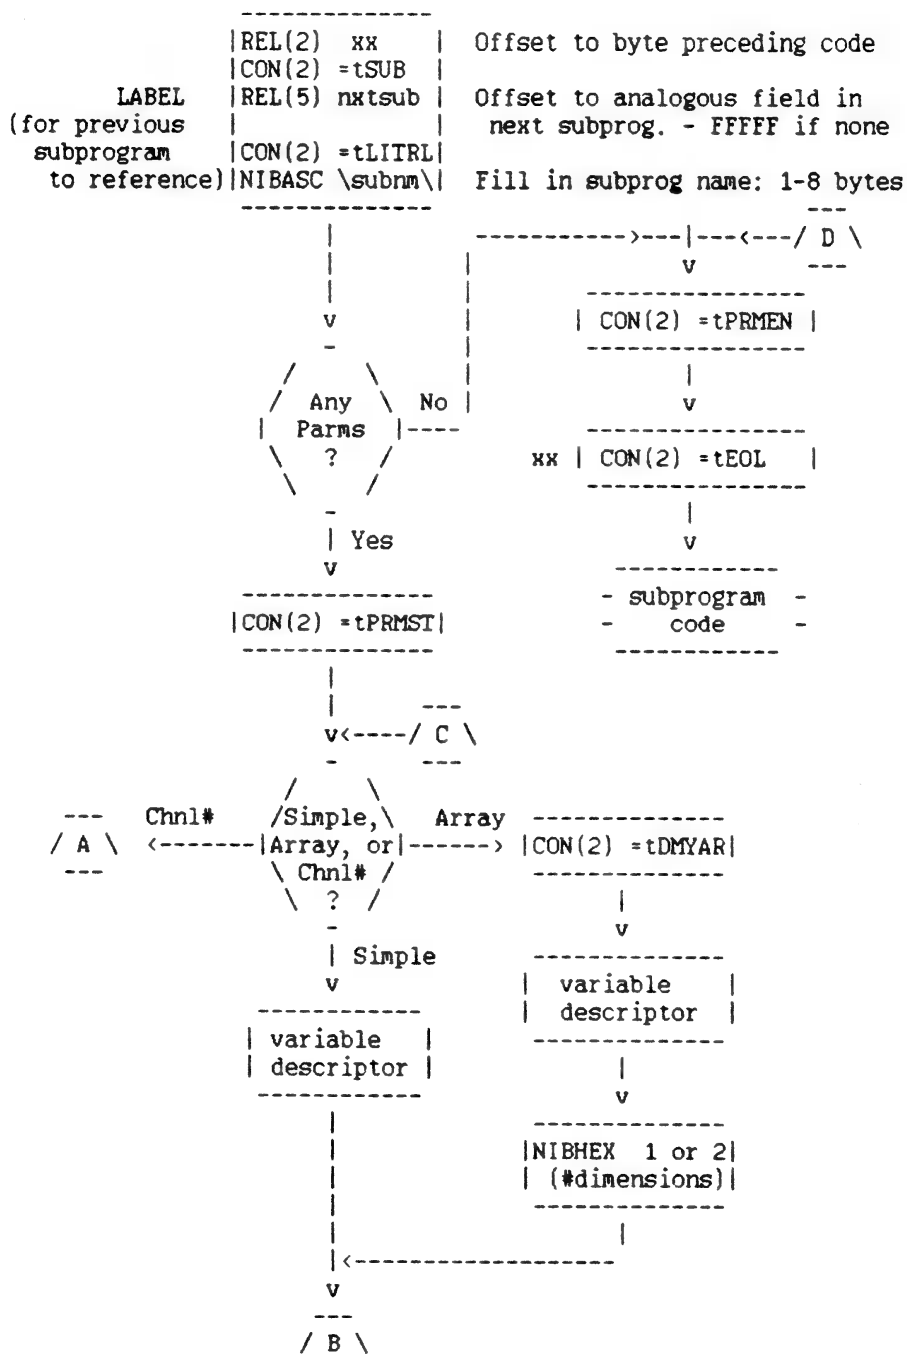 |REL(2)  xx     |  Offset to byte preceding code
|CON(2) =tSUB   |
LABEL |REL(5) nxtsub |  Offset to analogous field in
(for previous |             |   next subprog. - FFFFF if none
subprogram |CON(2) =tLITRL|
to reference)|NIBASC \subnm\|  Fill in subprog name: 1-8 bytes
/ D \
v
v
| CON(2) =tPRMEN |
Any   No
v
| Parms |
xx | CON(2) =tEOL   |
?
| Yes
v
v
- subprogram  -
|CON(2) =tPRMST|
-    code     -
v<----/ C \
Chnl#   /Simple,\   Array
/ A \  <-------|Array, or|------> |CON(2) =tDMYAR|
\ Chnl# /
\  ?  /
v
| Simple
v
|  variable    |
|  descriptor  |
| variable   |
| descriptor |
v
|NIBHEX  1 or 2|
| (#dimensions)|
v
/ B \